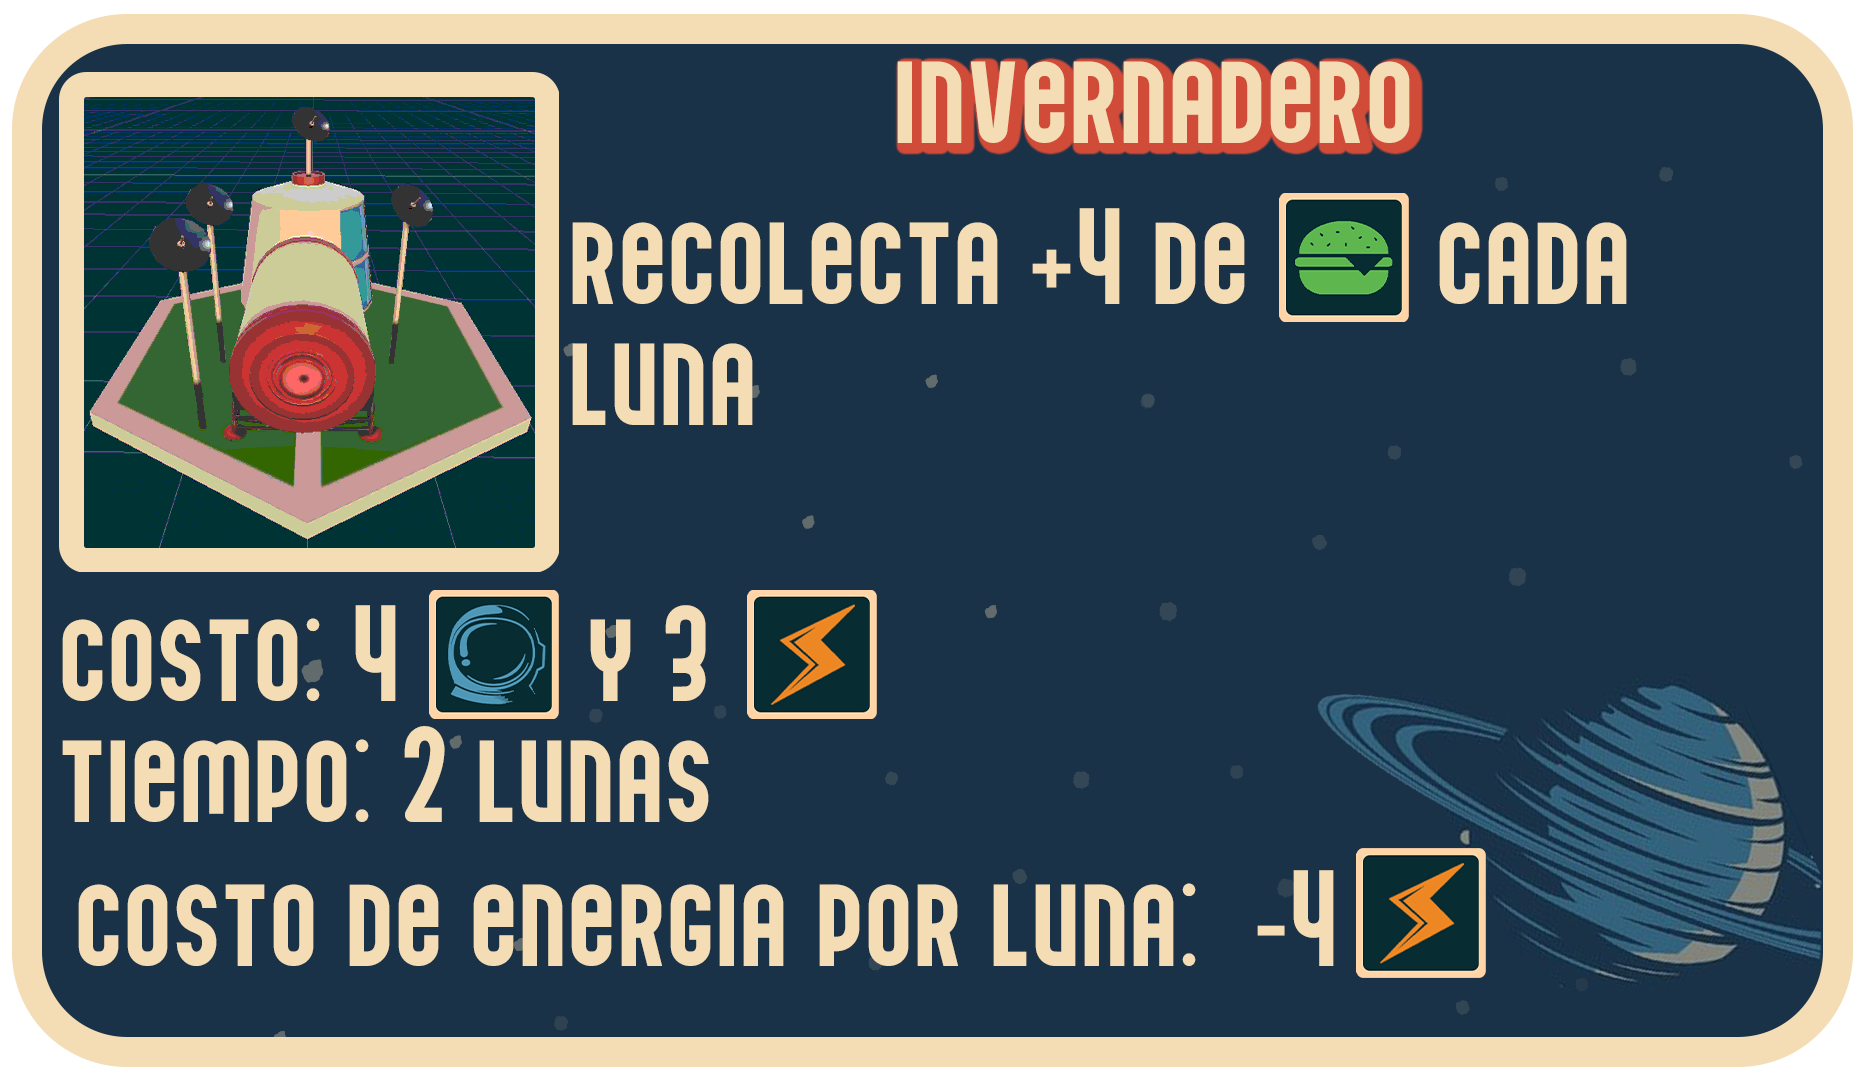 INVERNADERO
RECOLECTA +4 DE CADA
LUNA
COSTO: 4 Y 3
TIEMPO: 2 LUNAS
COSTO DE ENERGIA POR LUNA: -4